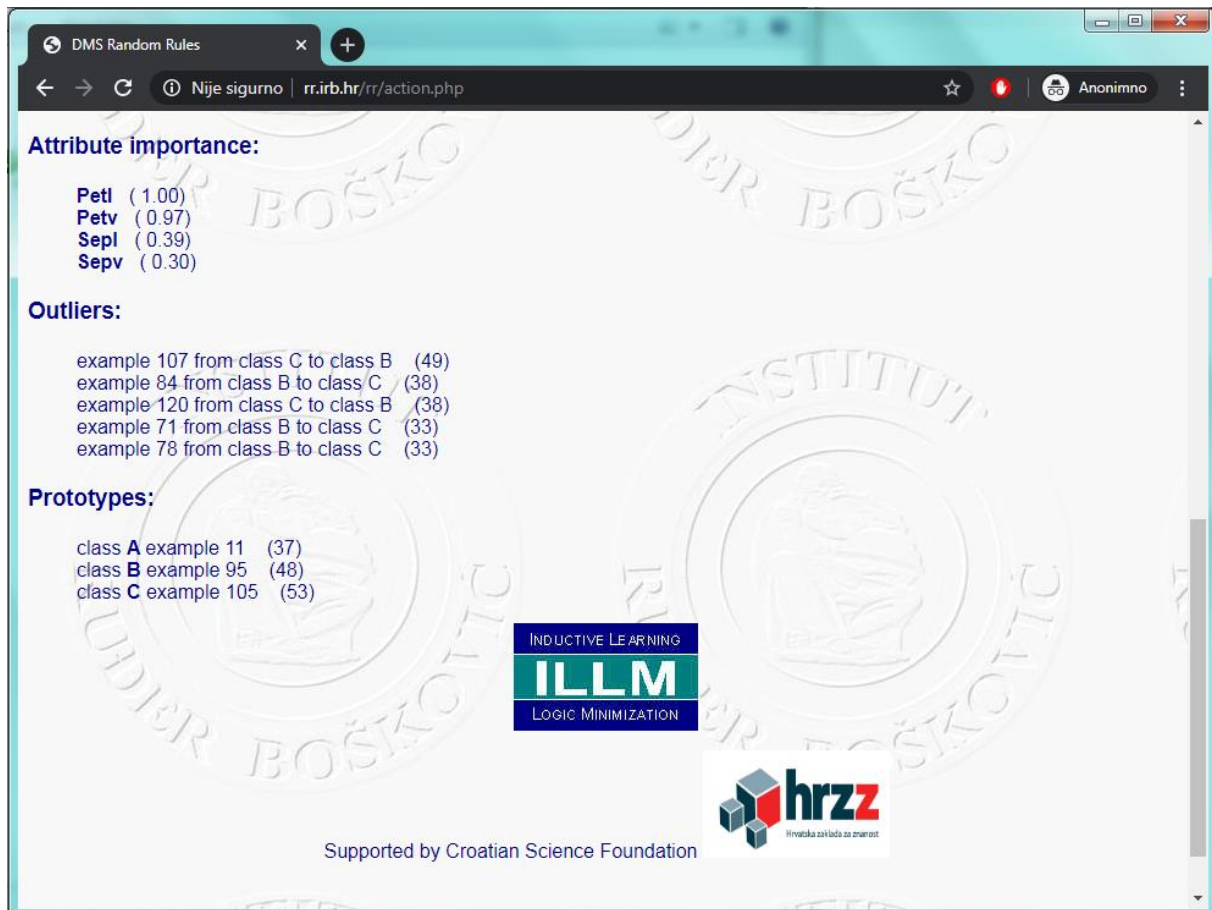 DMS Random Rules
Nije sigurno | rr.irb.hr/rr/action.php
Anonimno
Attribute importance:
Petl ( 1.00)
Petv ( 0.97)
Sepl ( 0.39)
Sepv ( 0.30)
Outliers:
example 107 from class C to class B (49)
example 84 from class B to class C (38)
example 120 from class C to class B (38)
example 71 from class B to class C (33)
example 78 from class B to class C (33)
Prototypes:
class A example 11 (37)
class B example 95 (48)
class C example 105 (53)
INDUCTIVE LEARNING
ILLM
LOGIC MINIMIZATION
hrzz
Hrvatska zaklada za znanost
Supported by Croatian Science Foundation